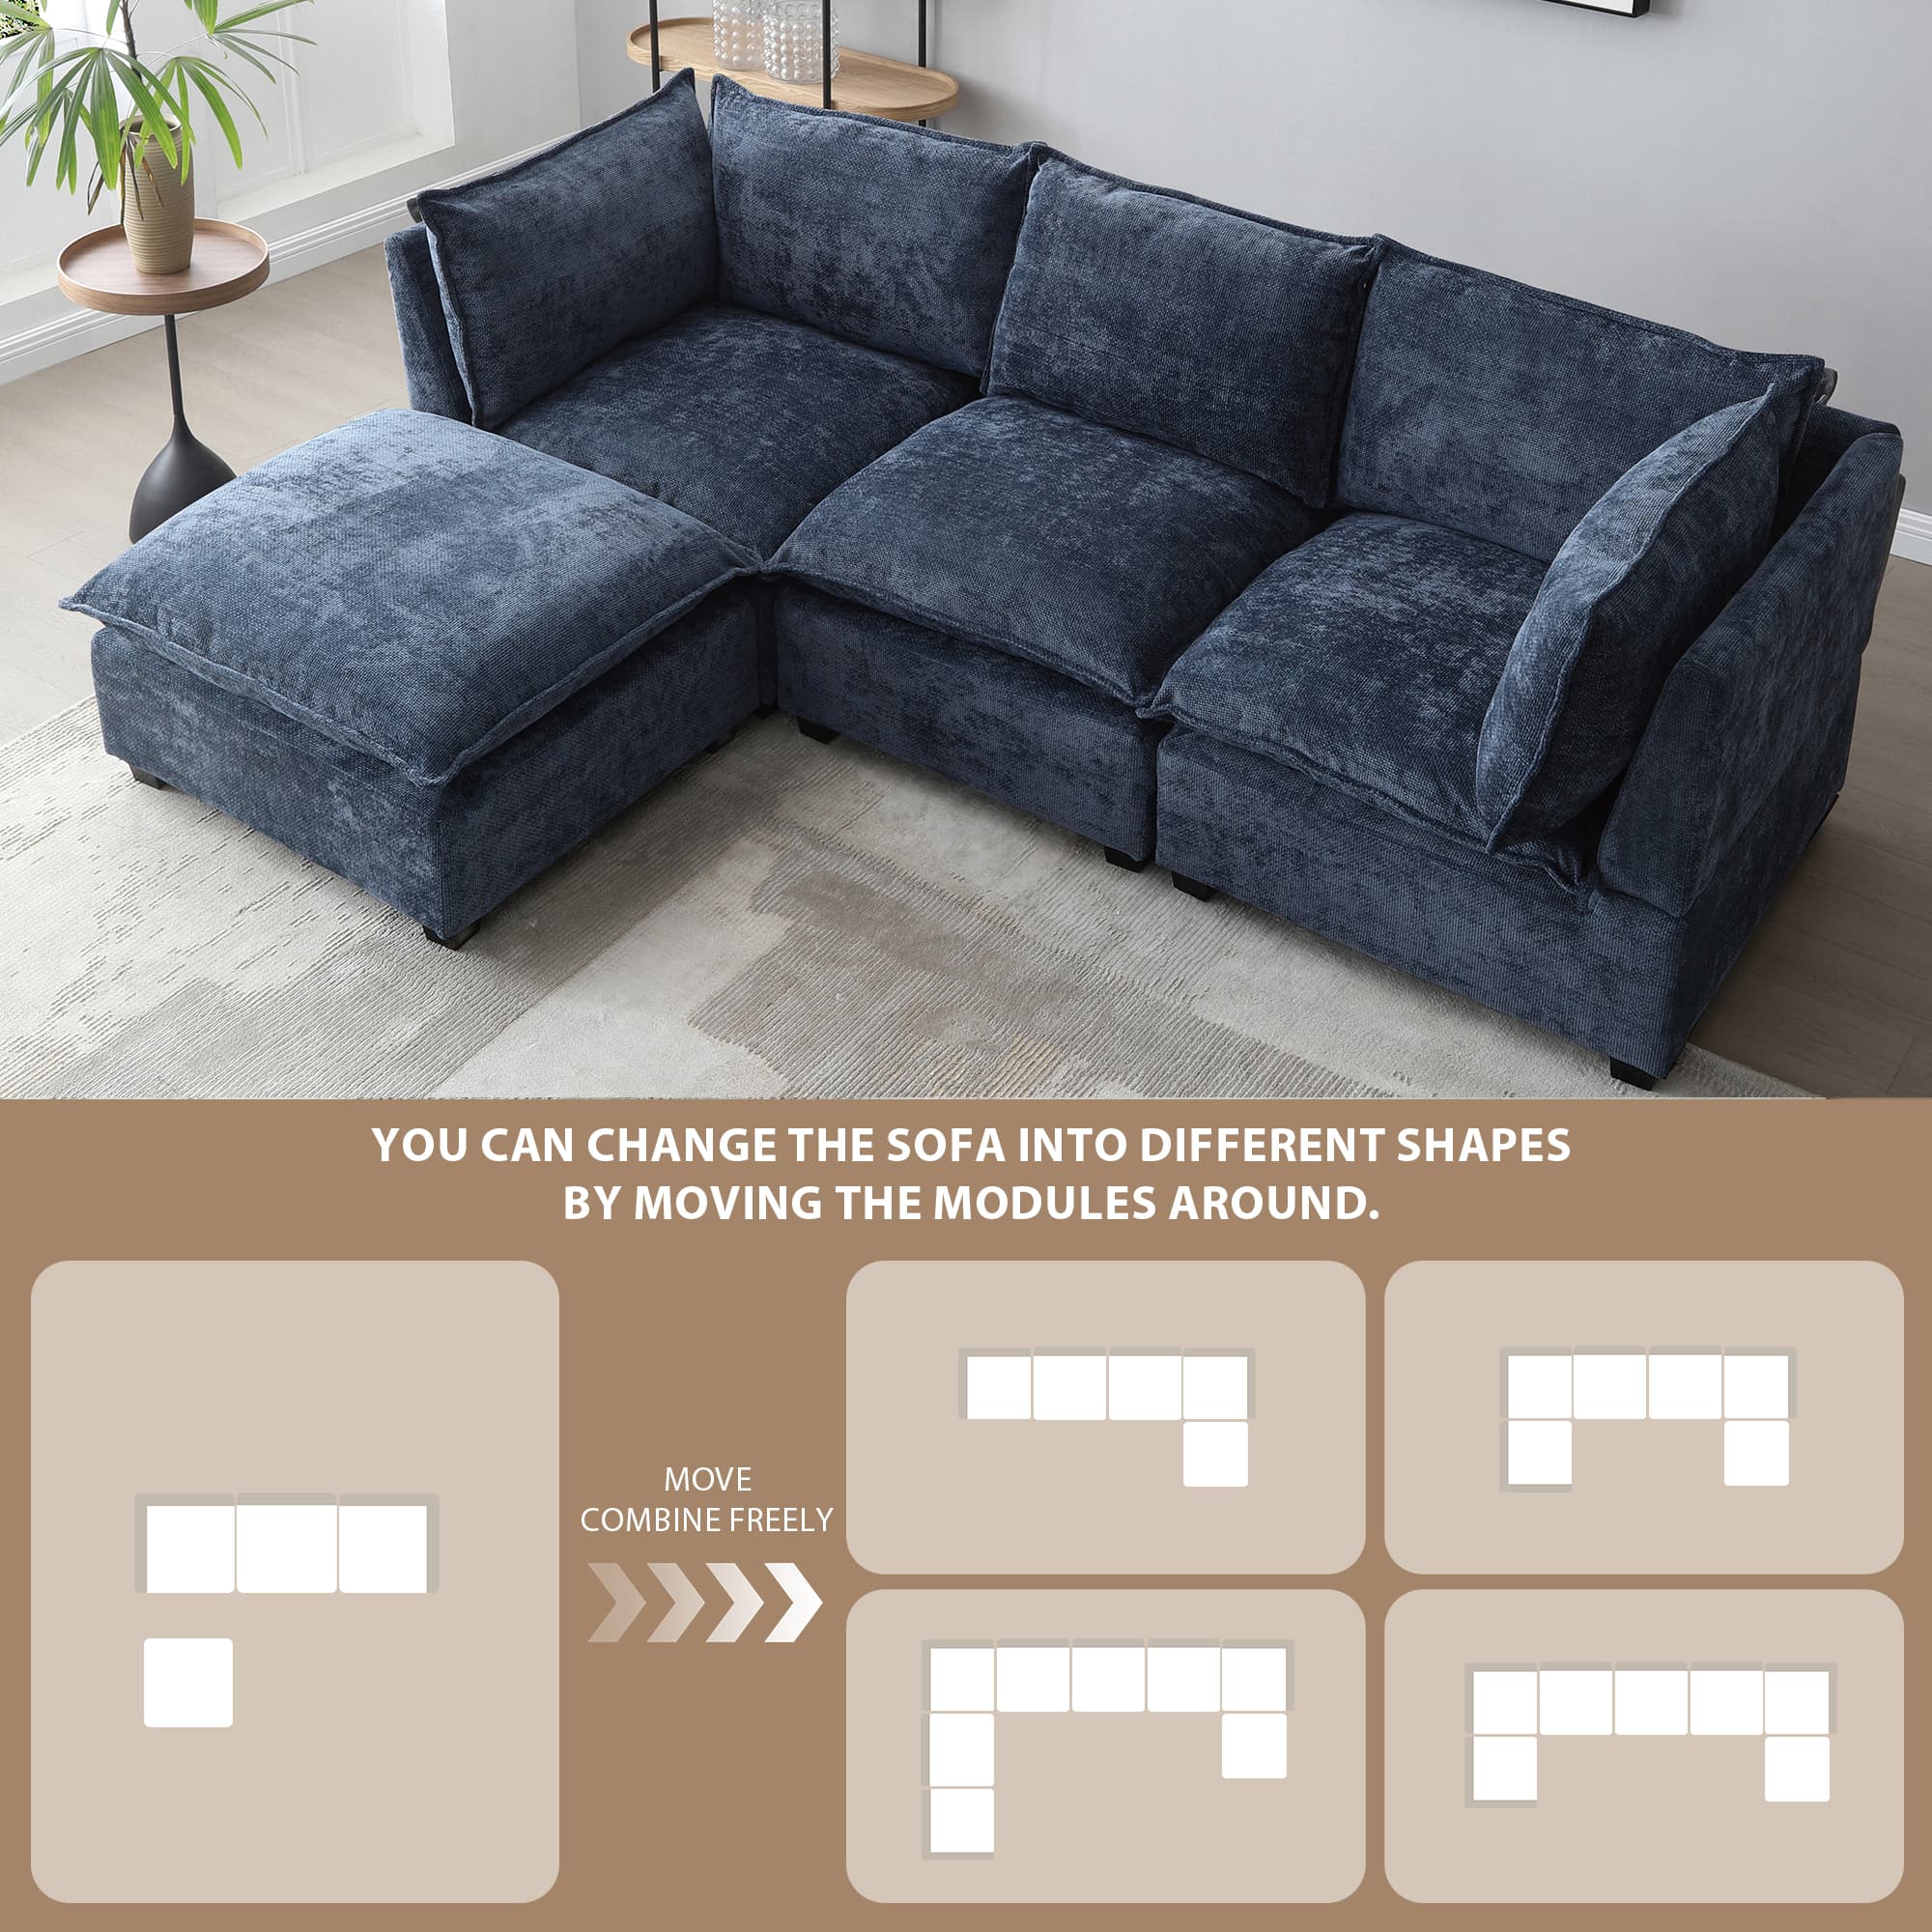 YOU CAN CHANGE THE SOFA INTO DIFFERENT SHAPES
BY MOVING THE MODULES AROUND.
MOVE
COMBINE FREELY